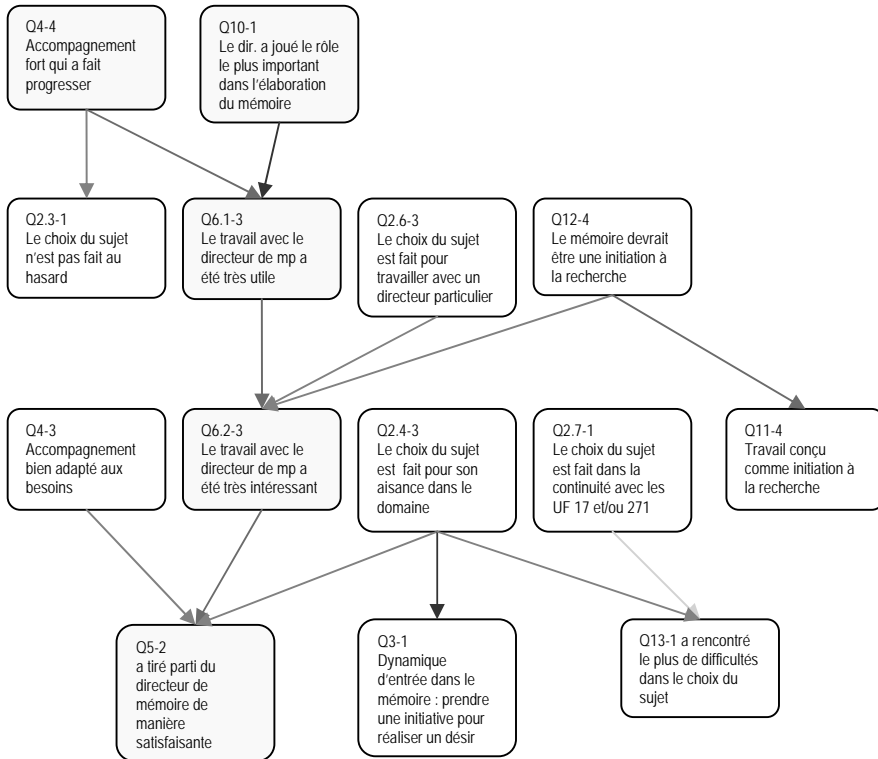 Q4-4
Accompagnement
fort qui a fait
progresser
Q10-1
Le dir. a joué le rôle
le plus important
dans l'élaboration
du mémoire
Q2.3-1
Le choix du sujet
n'est pas fait au
hasard
Q6.1-3
Le travail avec le
directeur de mp a
été très utile
Q2.6-3
Le choix du sujet
est fait pour
travailler avec un
directeur particulier
Q12-4
Le mémoire devrait
être une initiation à
la recherche
Q4-3
Accompagnement
bien adapté aux
besoins
Q6.2-3
Le travail avec le
directeur de mp a
été très intéressant
Q2.4-3
Le choix du sujet
est fait pour son
aisance dans le
domaine
Q2.7-1
Le choix du sujet
est fait dans la
continuité avec les
UF 17 et/ou 271
Q11-4
Travail conçu
comme initiation à
la recherche
Q5-2
a tiré parti du
directeur de
mémoire de
manière
satisfaisante
Q3-1
Dynamique
d'entrée dans le
mémoire : prendre
une initiative pour
réaliser un désir
Q13-1 a rencontré
le plus de difficultés
dans le choix du
sujet